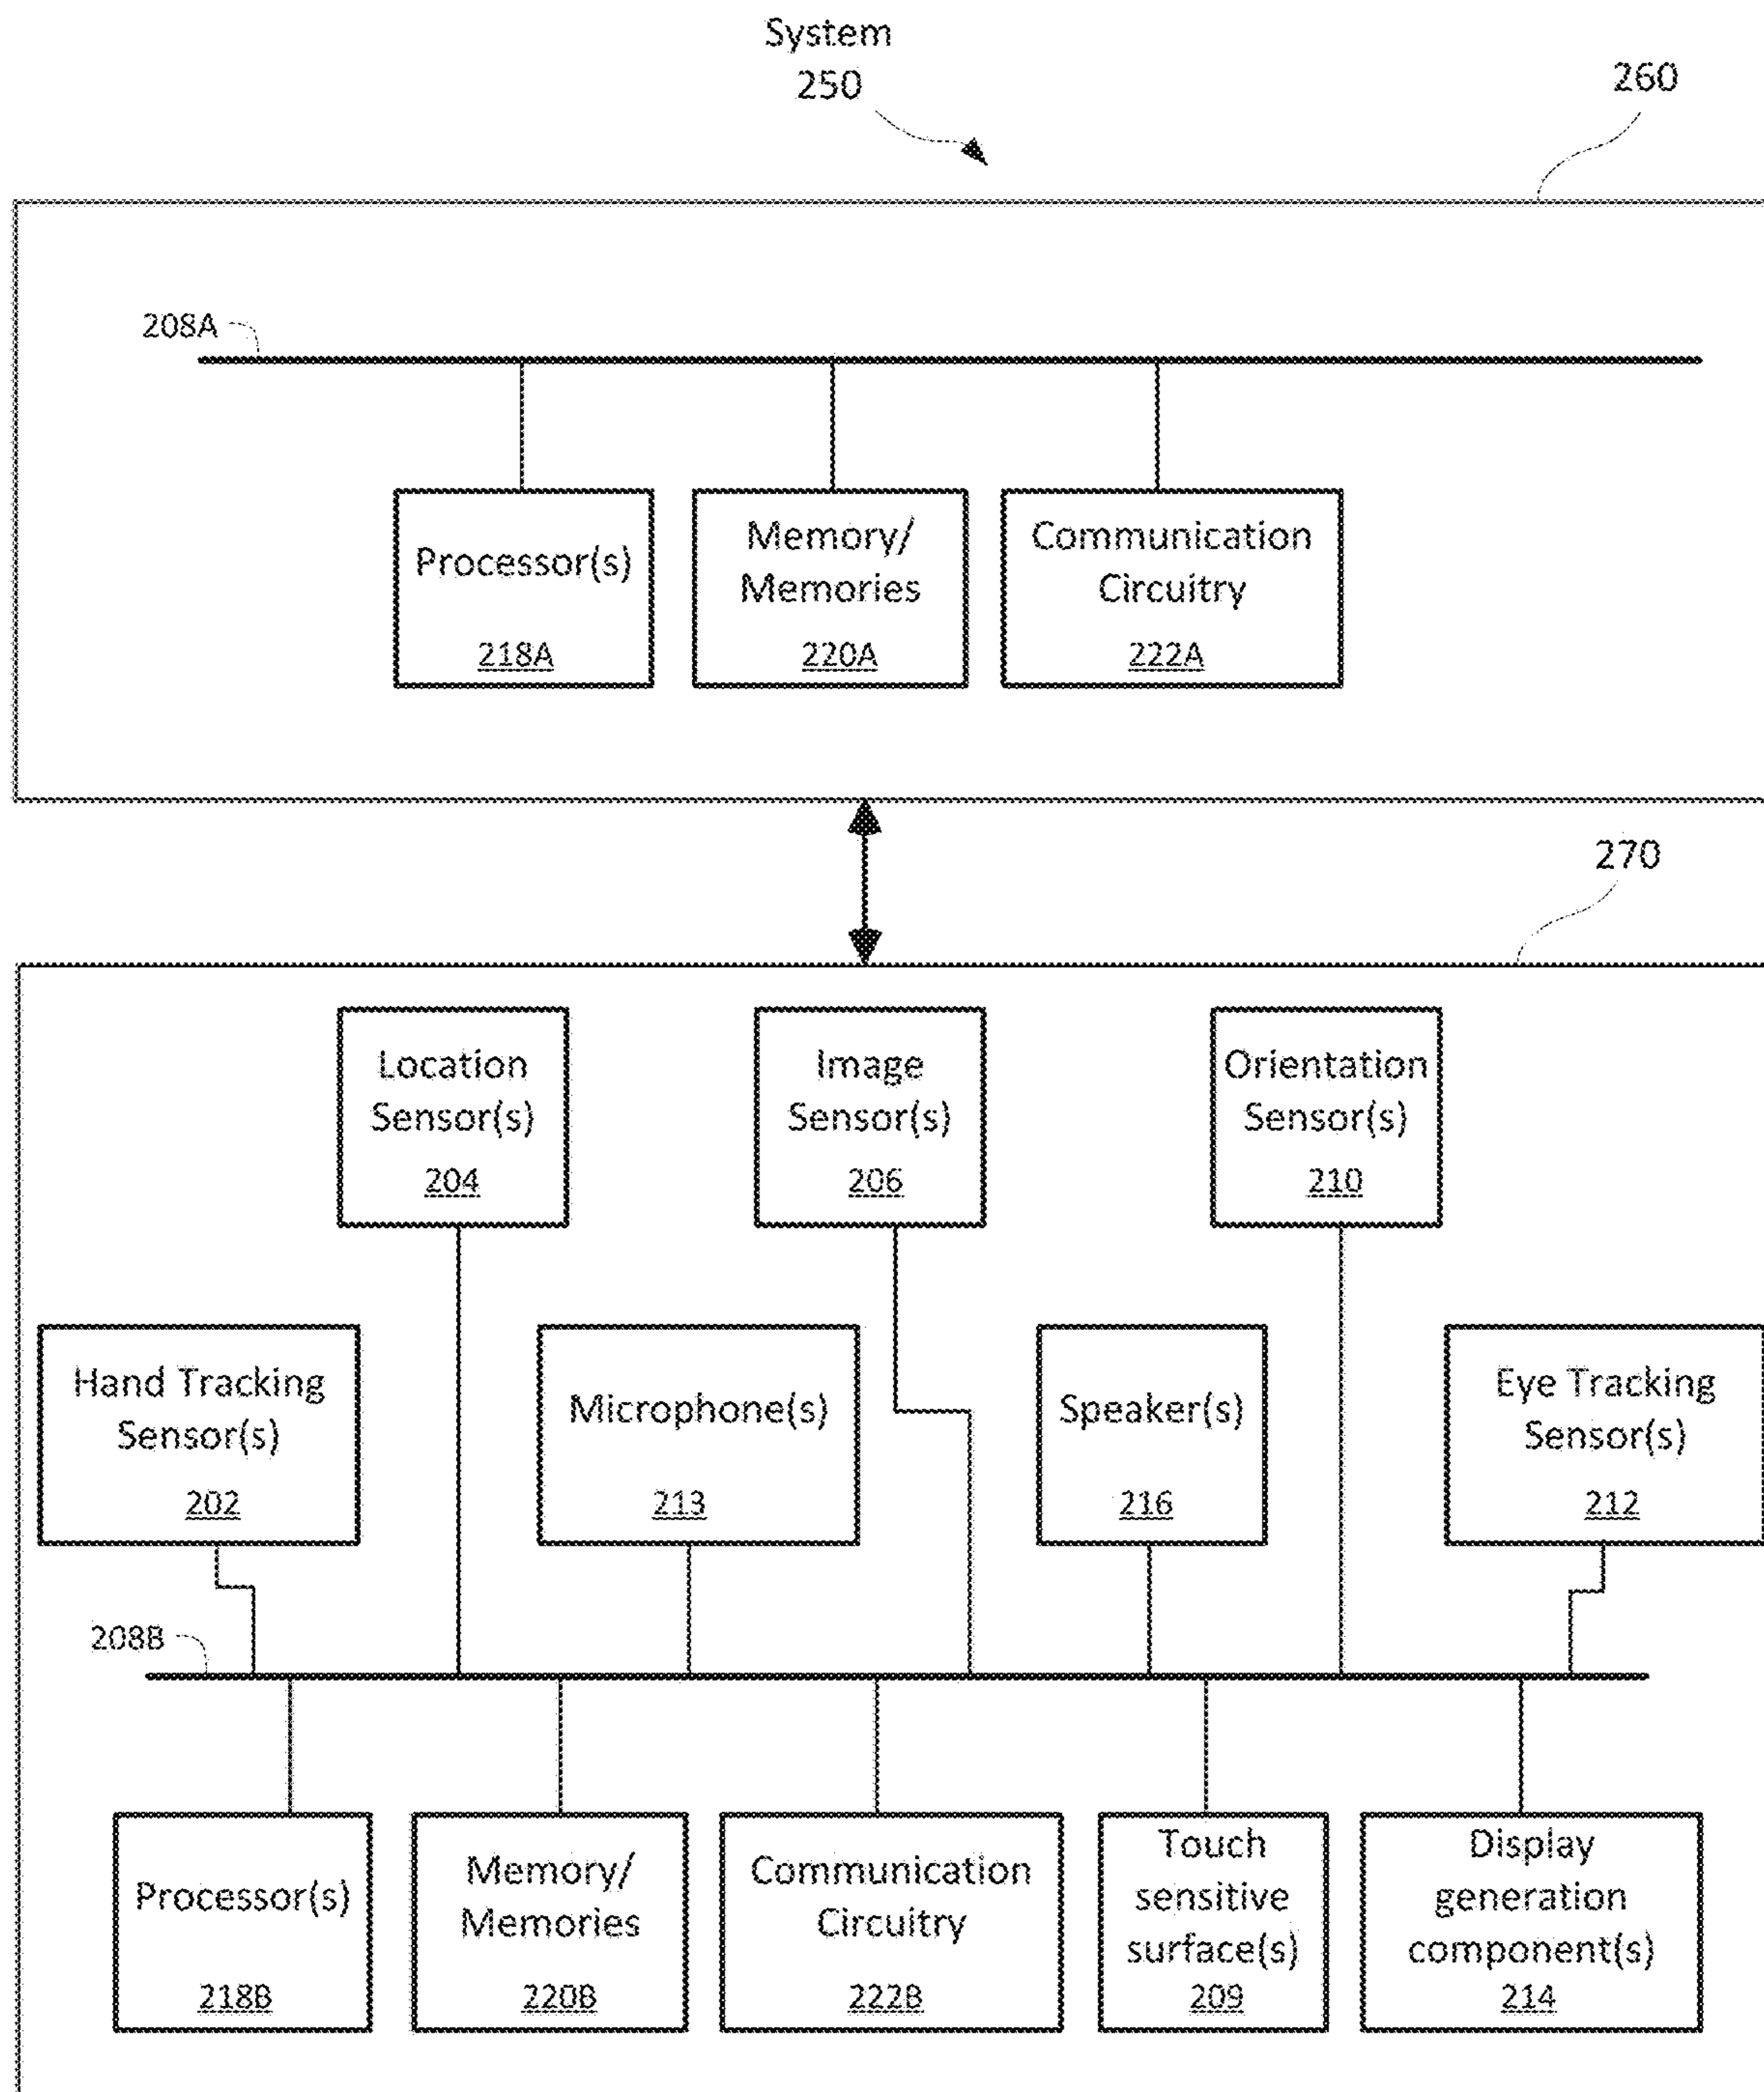 System
250
260
208A
Processor(s)
218A
Memory/
Memories
220A
Communication
Circuitry
222A
270
Location
Sensor(s)
204
Image
Sensor(s)
206
Orientation
Sensor(s)
210
Hand Tracking
Sensor(s)
202
Microphone(s)
213
Speaker(s)
216
Eye Tracking
Sensor(s)
212
208B
Processor(s)
218B
Memory/
Memories
220B
Communication
Circuitry
222B
Touch
sensitive
surface(s)
209
Display
generation
component(s)
214